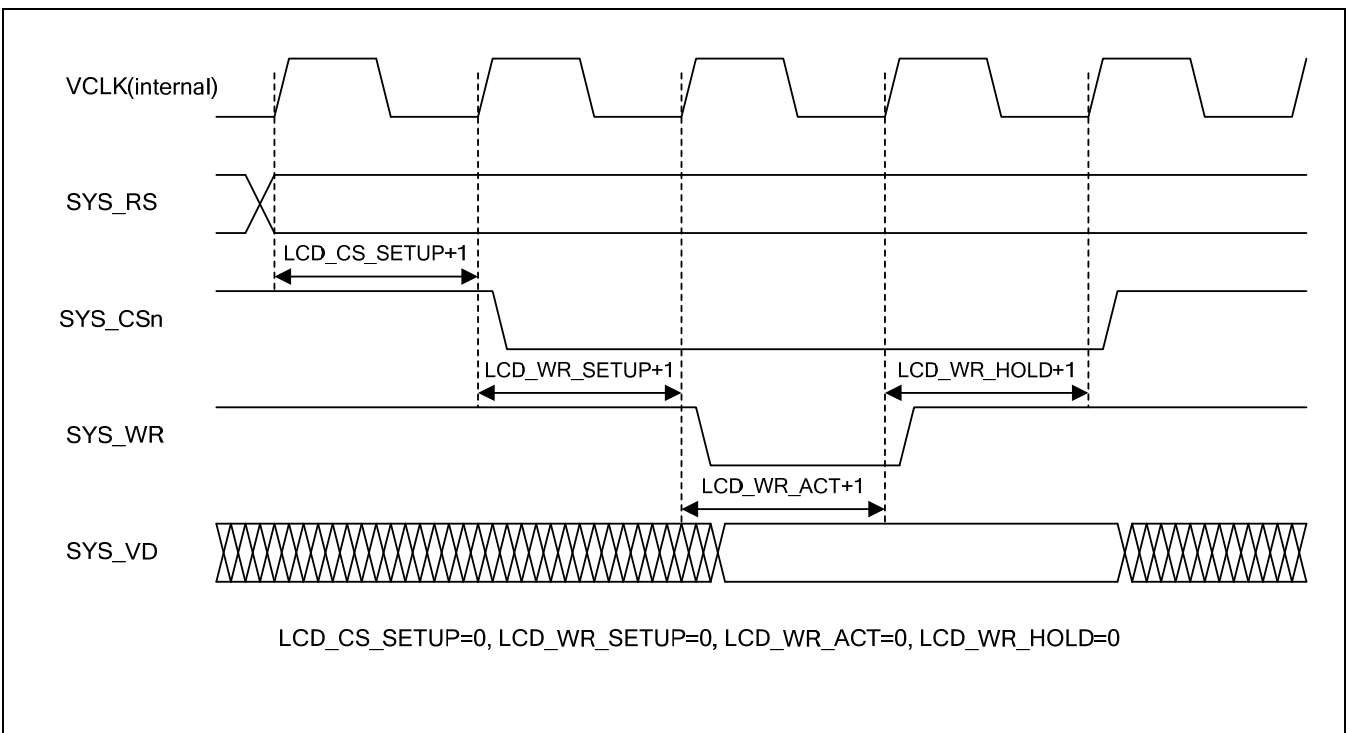 VCLK(internal)
SYS_RS
LCD_CS_SETUP+1
SYS_CSn
LCD_WR_SETUP+1
LCD_WR_HOLD+1
SYS_WR
LCD_WR_ACT+1
SYS_VD
LCD_CS_SETUP=0, LCD_WR_SETUP=0, LCD_WR_ACT=0, LCD_WR_HOLD=0